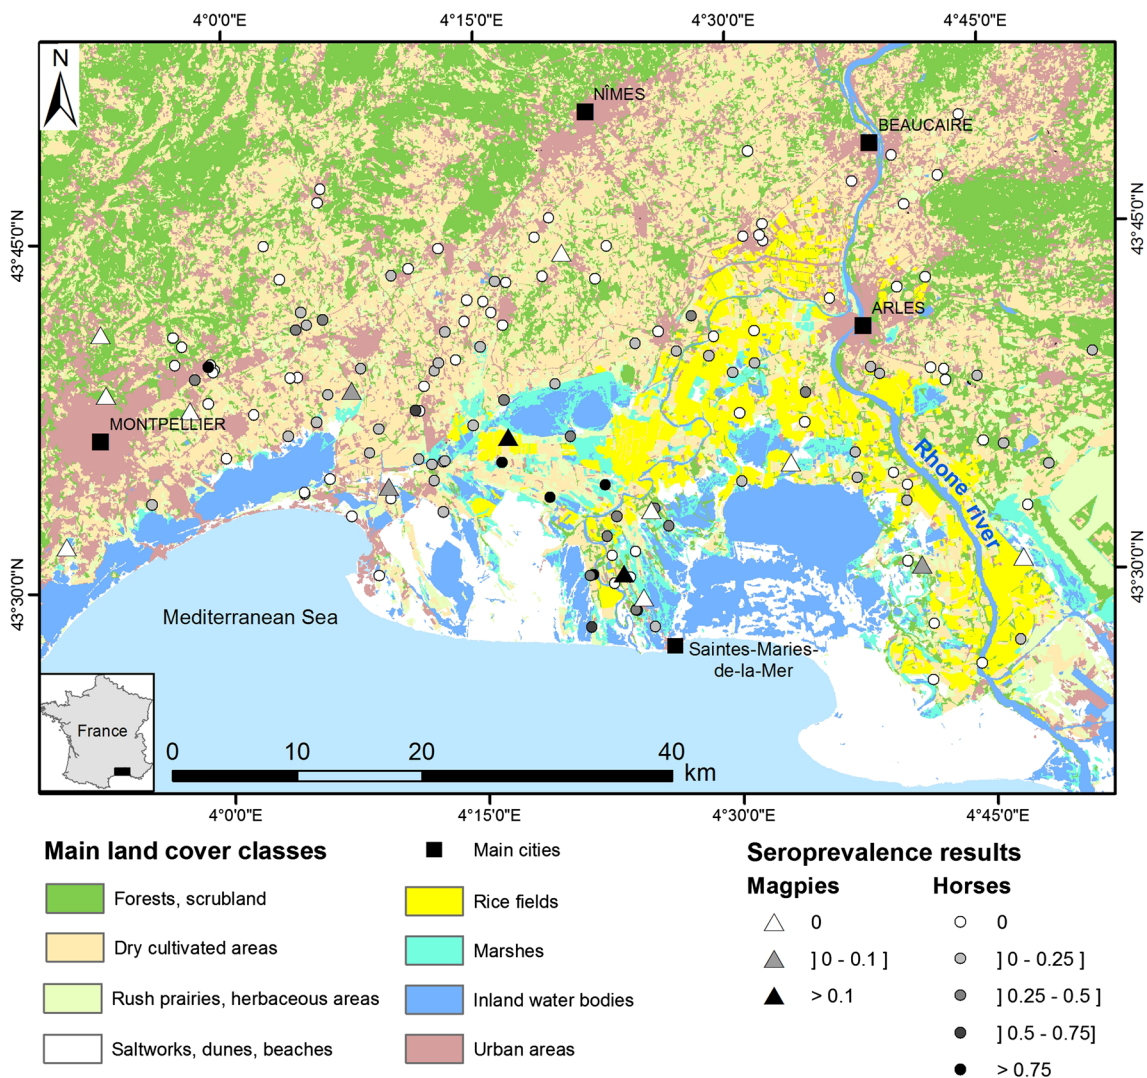 4°0'0"E
4°15'0"E
4°30'0"E
4°45'0"E
N
NÎMES
BEAUCAIRE
43°45'0"N
43°45'0"N
ARLES
MONTPELLIER
Rhone river
43°30'0"N
43°30'0"N
Mediterranean Sea
Saintes-Maries-
de-la-Mer
France
0
10
20
40
km
4°0'0"E
4°15'0"E
4°30'0"E
4°45'0"E
Main land cover classes
Forests, scrubland
Dry cultivated areas
Rush prairies, herbaceous areas
Saltworks, dunes, beaches
Main cities
Rice fields
Marshes
Inland water bodies
Urban areas
Seroprevalence results
Magpies
0
] 0 - 0.1 ]
> 0.1
Horses
0
] 0 - 0.25 ]
] 0.25 - 0.5 ]
] 0.5 - 0.75]
> 0.75